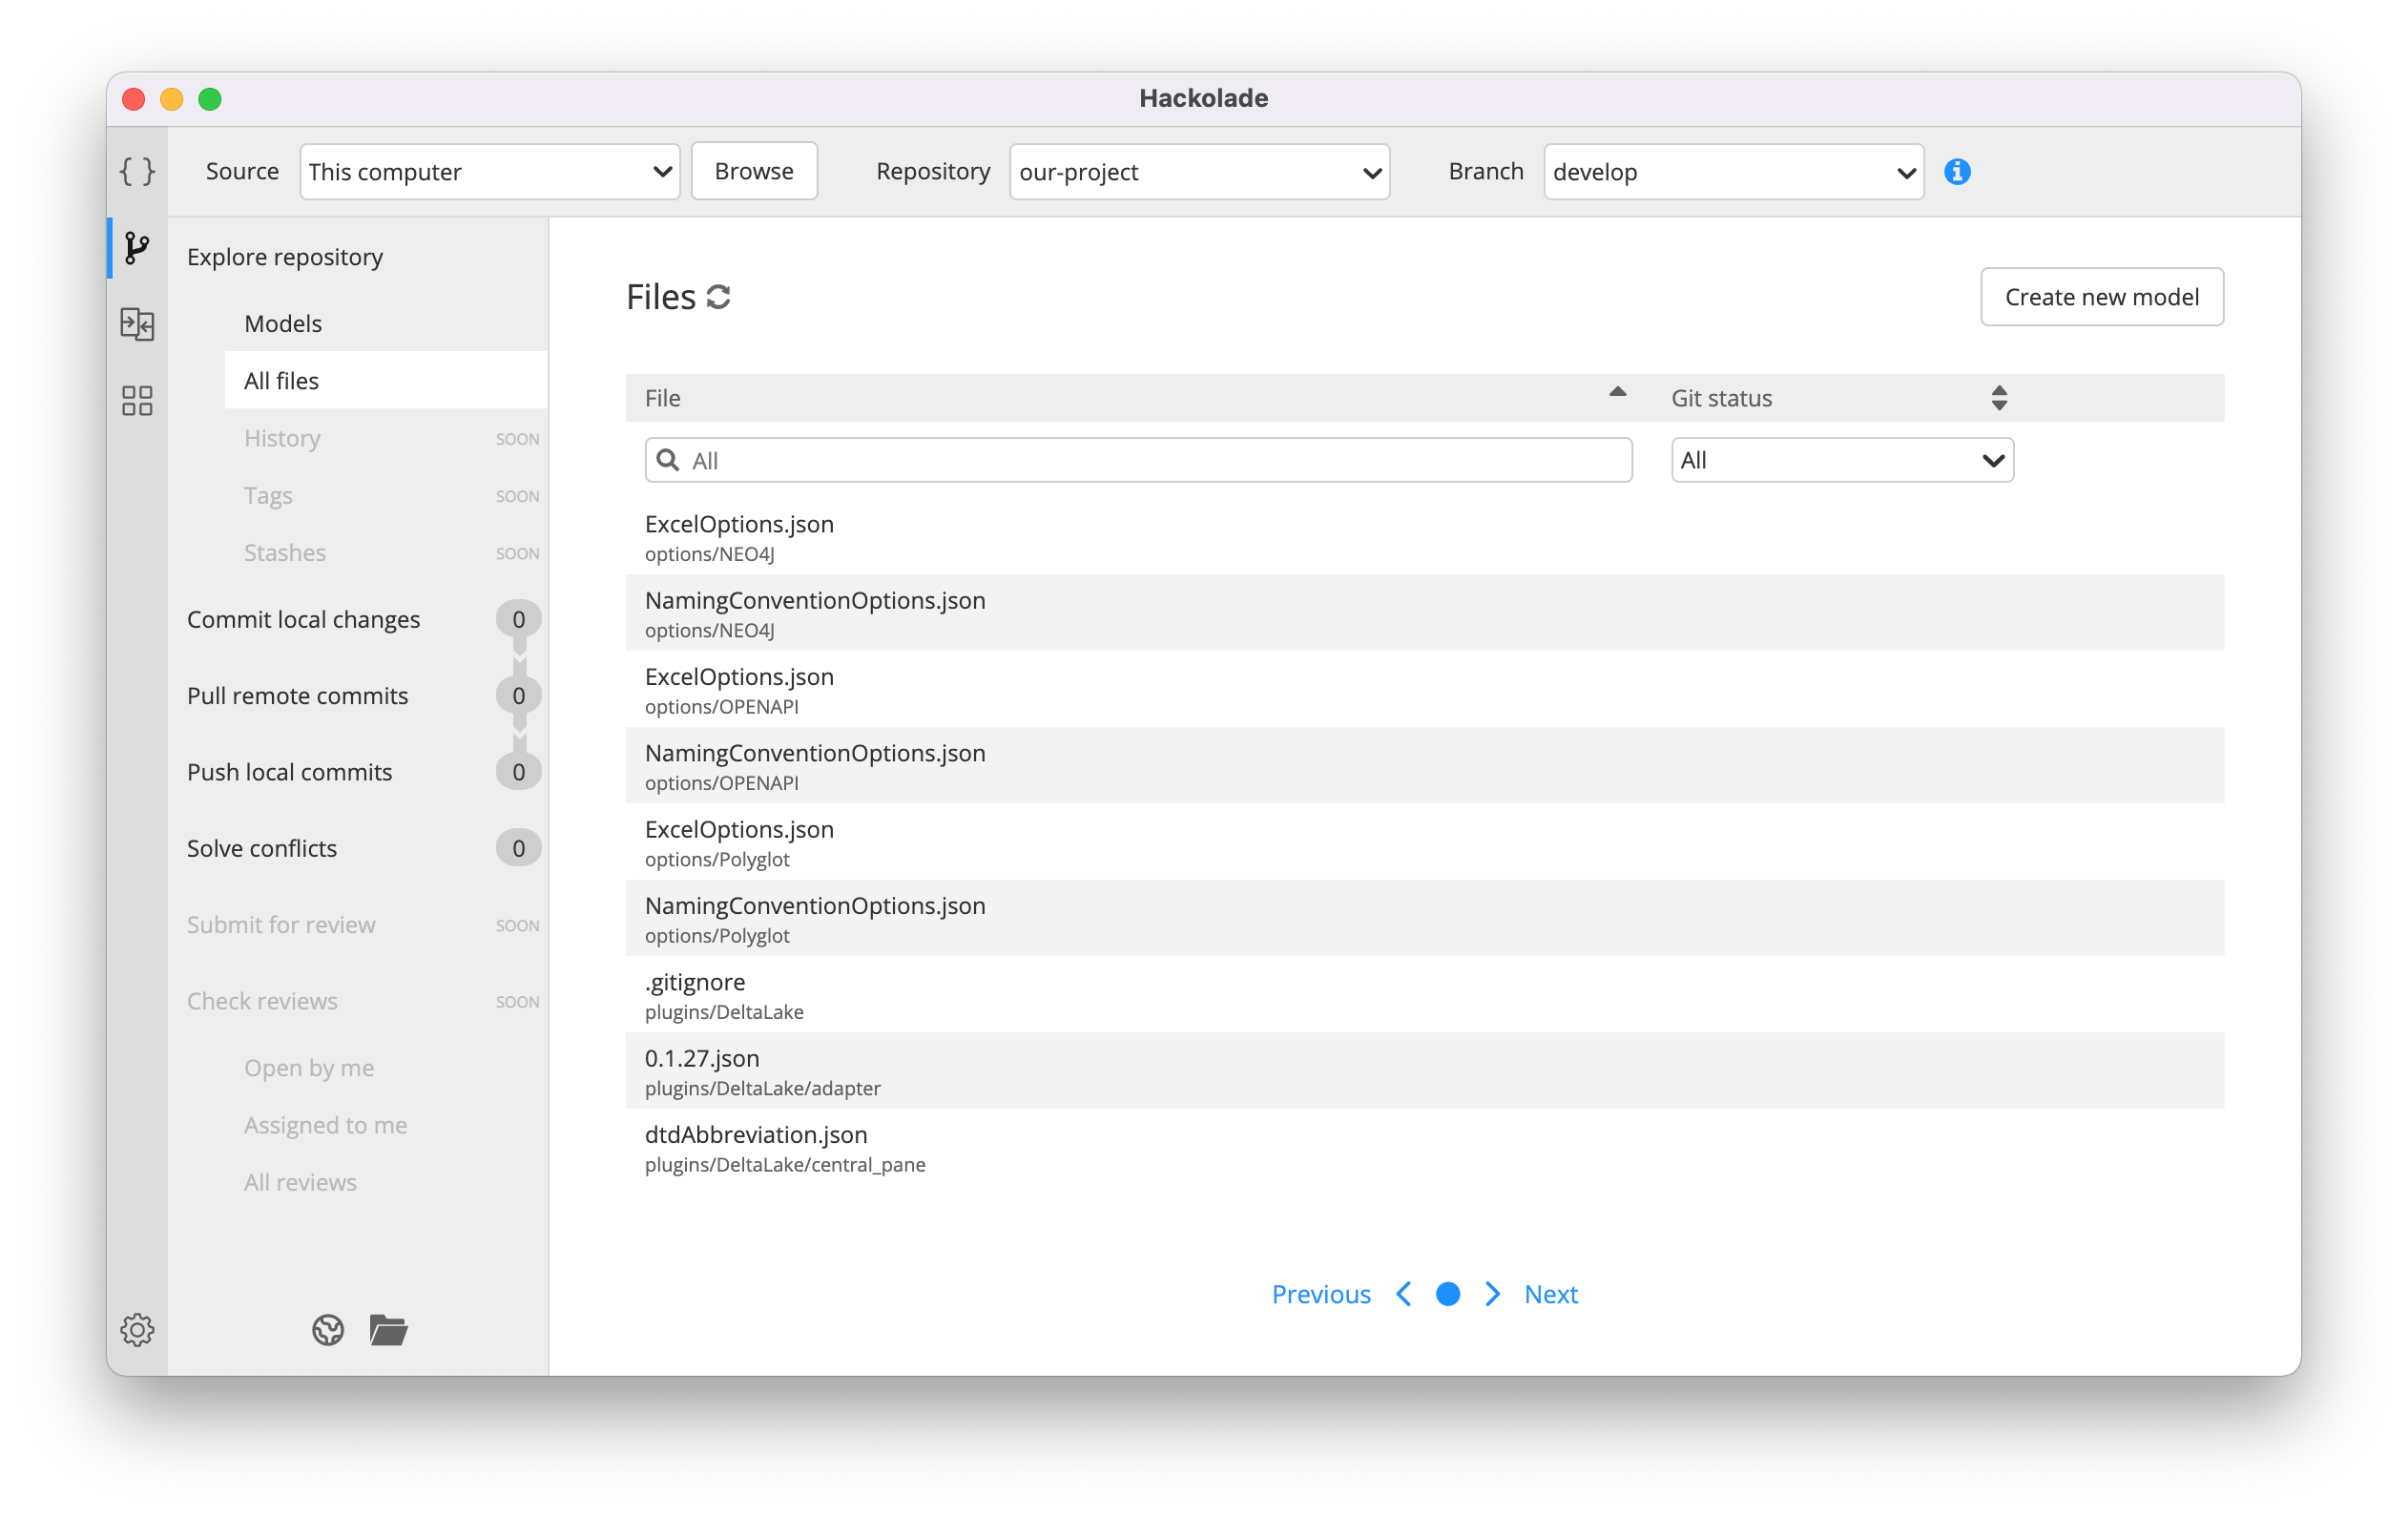 Hackolade
Source This computer Browse Repository our-project Branch develop
Explore repository
Models
All files
History SOON
Tags SOON
Stashes SOON
Commit local changes 0
Pull remote commits 0
Push local commits 0
Solve conflicts 0
Submit for review SOON
Check reviews SOON
Open by me
Assigned to me
All reviews
Files
Create new model
File Git status
All All
ExcelOptions.json
options/NEO4J
NamingConventionOptions.json
options/NEO4J
ExcelOptions.json
options/OPENAPI
NamingConventionOptions.json
options/OPENAPI
ExcelOptions.json
options/Polyglot
NamingConventionOptions.json
options/Polyglot
.gitignore
plugins/DeltaLake
0.1.27.json
plugins/DeltaLake/adapter
dtdAbbreviation.json
plugins/DeltaLake/central_pane
Previous Next